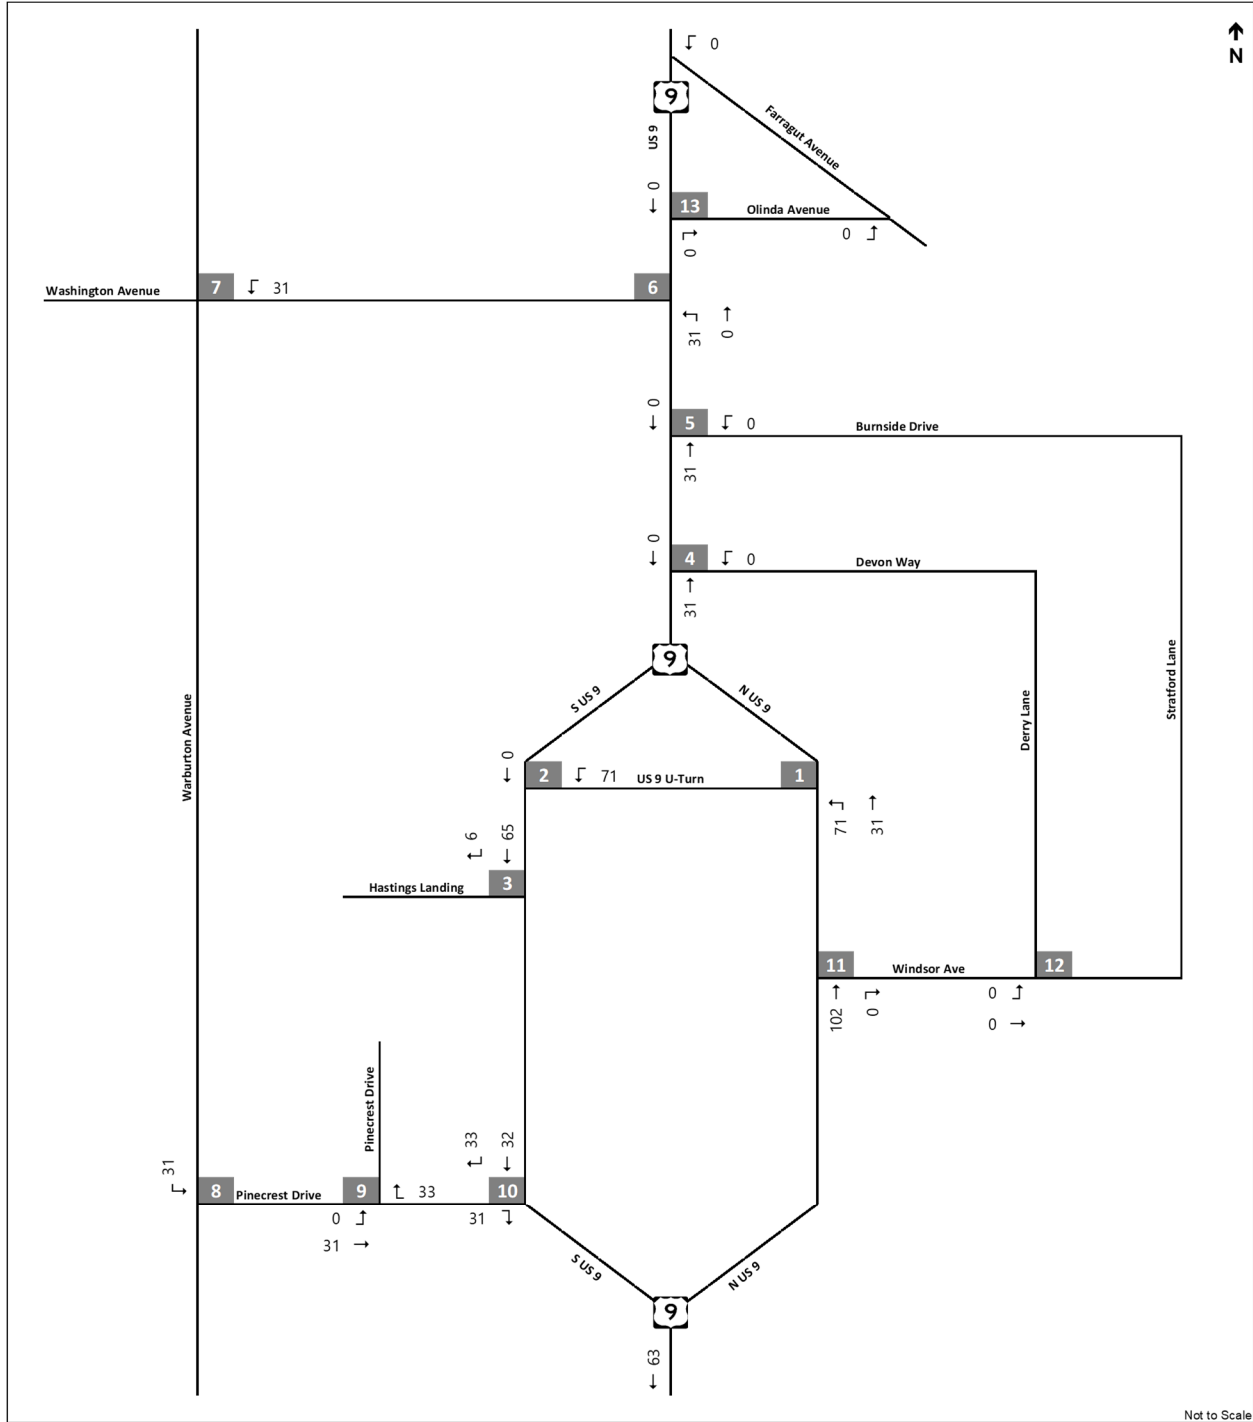 N
0
9
Farragut Avenue
US 9
0
13
Olinda Avenue
0
0
Washington Avenue
7
31
6
31
0
0
5
0
Burnside Drive
31
0
4
0
Devon Way
31
9
S US 9
N US 9
Warburton Avenue
Derry Lane
Stratford Lane
0
2
71
US 9 U-Turn
1
71
31
6
65
Hastings Landing
3
11
Windsor Ave
12
102
0
0
0
Pinecrest Drive
33
32
31
8
Pinecrest Drive
9
33
10
0
31
31
S US 9
N US 9
9
63
Not to Scale